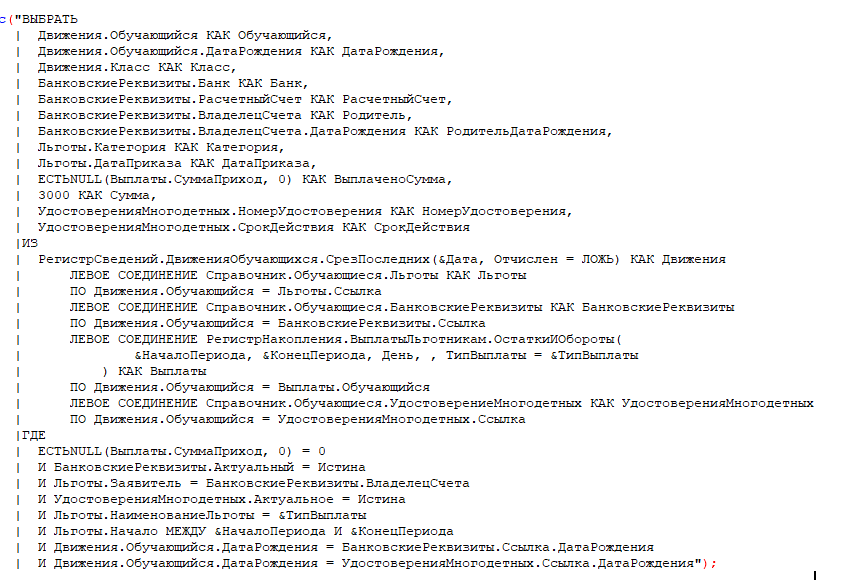 с("ВЫБРАТЬ
| Движения.Обучающийся КАК Обучающийся,
| Движения.Обучающийся.ДатаРождения КАК ДатаРождения,
| Движения.Класс КАК Класс,
| БанковскиеРеквизиты.Банк КАК Банк,
| БанковскиеРеквизиты.РасчетныйСчет КАК РасчетныйСчет,
| БанковскиеРеквизиты.ВладелецСчета КАК Родитель,
| БанковскиеРеквизиты.ВладелецСчета.ДатаРождения КАК РодительДатаРождения,
| Льготы.Категория КАК Категория,
| Льготы.ДатаПриказа КАК ДатаПриказа,
| ЕСТЬNULL(Выплаты.СуммаПриход, 0) КАК ВыплаченоСумма,
| 3000 КАК Сумма,
| УдостоверенияМногодетных.НомерУдостоверения КАК НомерУдостоверения,
| УдостоверенияМногодетных.СрокДействия КАК СрокДействия
|ИЗ
| РегистрСведений.ДвиженияОбучающихся.СрезПоследних(&Дата, Отчислен = ЛОЖЬ) КАК Движения
| ЛЕВОЕ СОЕДИНЕНИЕ Справочник.Обучающиеся.Льготы КАК Льготы
| ПО Движения.Обучающийся = Льготы.Ссылка
| ЛЕВОЕ СОЕДИНЕНИЕ Справочник.Обучающиеся.БанковскиеРеквизиты КАК БанковскиеРеквизиты
| ПО Движения.Обучающийся = БанковскиеРеквизиты.Ссылка
| ЛЕВОЕ СОЕДИНЕНИЕ РегистрНакопления.ВыплатыЛьготникам.ОстаткиИОбороты(
| &НачалоПериода, &КонецПериода, День, , ТипВыплаты = &ТипВыплаты
| ) КАК Выплаты
| ПО Движения.Обучающийся = Выплаты.Обучающийся
| ЛЕВОЕ СОЕДИНЕНИЕ Справочник.Обучающиеся.УдостоверениеМногодетных КАК УдостоверенияМногодетных
| ПО Движения.Обучающийся = УдостоверенияМногодетных.Ссылка
|ГДЕ
| ЕСТЬNULL(Выплаты.СуммаПриход, 0) = 0
| И БанковскиеРеквизиты.Актуальный = Истина
| И Льготы.Заявитель = БанковскиеРеквизиты.ВладелецСчета
| И УдостоверенияМногодетных.Актуальное = Истина
| И Льготы.НаименованиеЛьготы = &ТипВыплаты
| И Льготы.Начало МЕЖДУ &НачалоПериода И &КонецПериода
| И Движения.Обучающийся.ДатаРождения = БанковскиеРеквизиты.Ссылка.ДатаРождения
| И Движения.Обучающийся.ДатаРождения = УдостоверенияМногодетных.Ссылка.ДатаРождения");